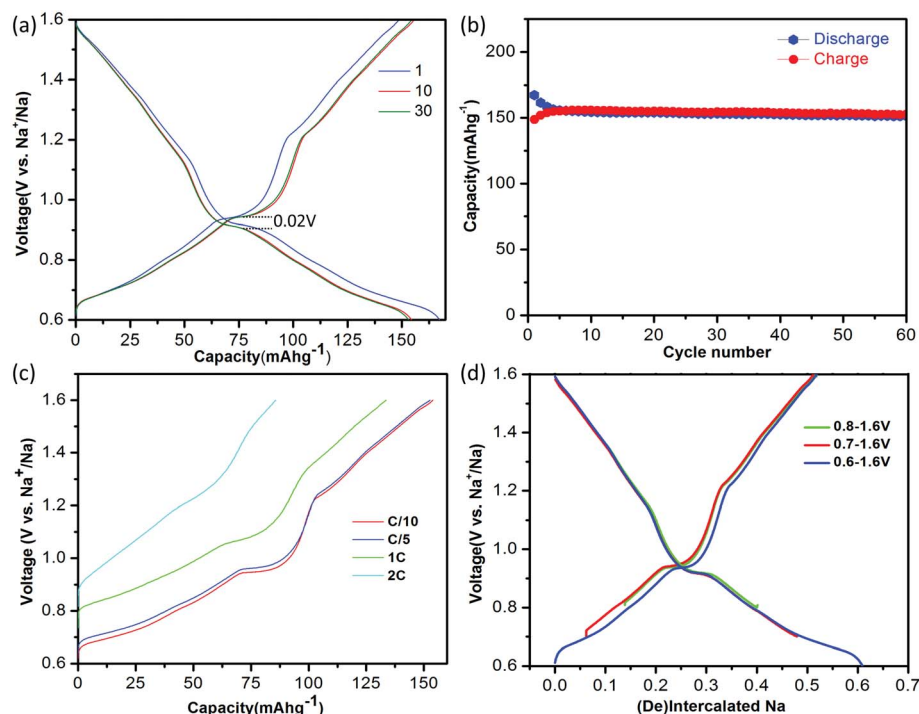 (a)
1.6
1.4
1.2
1.0
0.8
0.6
Voltage(V vs. Na⁺/Na)
1
10
30
0.02V
0 25 50 75 100 125 150
Capacity(mAhg⁻¹)
(b)
200
150
100
50
0
Capacity(mAhg⁻¹)
Discharge
Charge
0 10 20 30 40 50 60
Cycle number
(c)
1.6
1.4
1.2
1.0
0.8
0.6
Voltage (V vs. Na⁺/Na)
C/10
C/5
1C
2C
0 25 50 75 100 125 150
Capacity(mAhg⁻¹)
(d)
1.6
1.4
1.2
1.0
0.8
0.6
Voltage(V vs. Na⁺/Na)
0.8-1.6V
0.7-1.6V
0.6-1.6V
0.0 0.1 0.2 0.3 0.4 0.5 0.6 0.7
(De)Intercalated Na